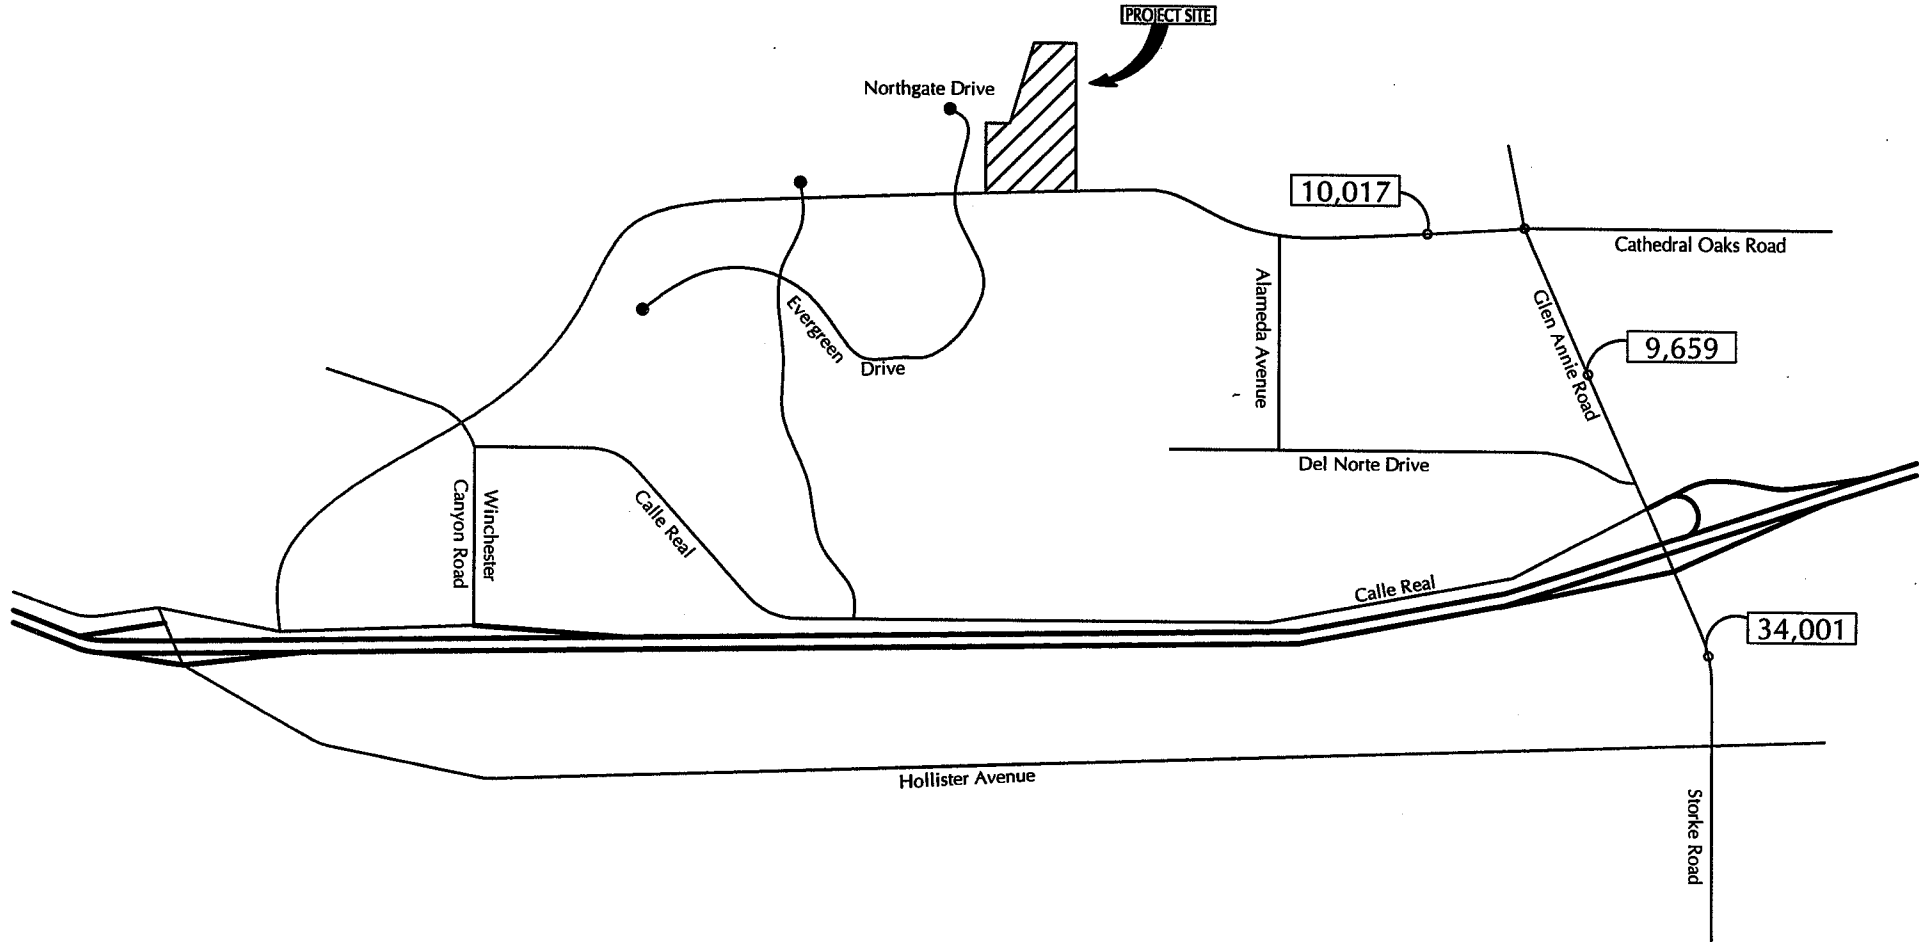 PROJECT SITE
Northgate Drive
10,017
Cathedral Oaks Road
Alameda Avenue
Glen Annie Road
Evergreen
Drive
9,659
Del Norte Drive
Winchester
Canyon Road
Calle Real
Calle Real
34,001
Hollister Avenue
Storke Road